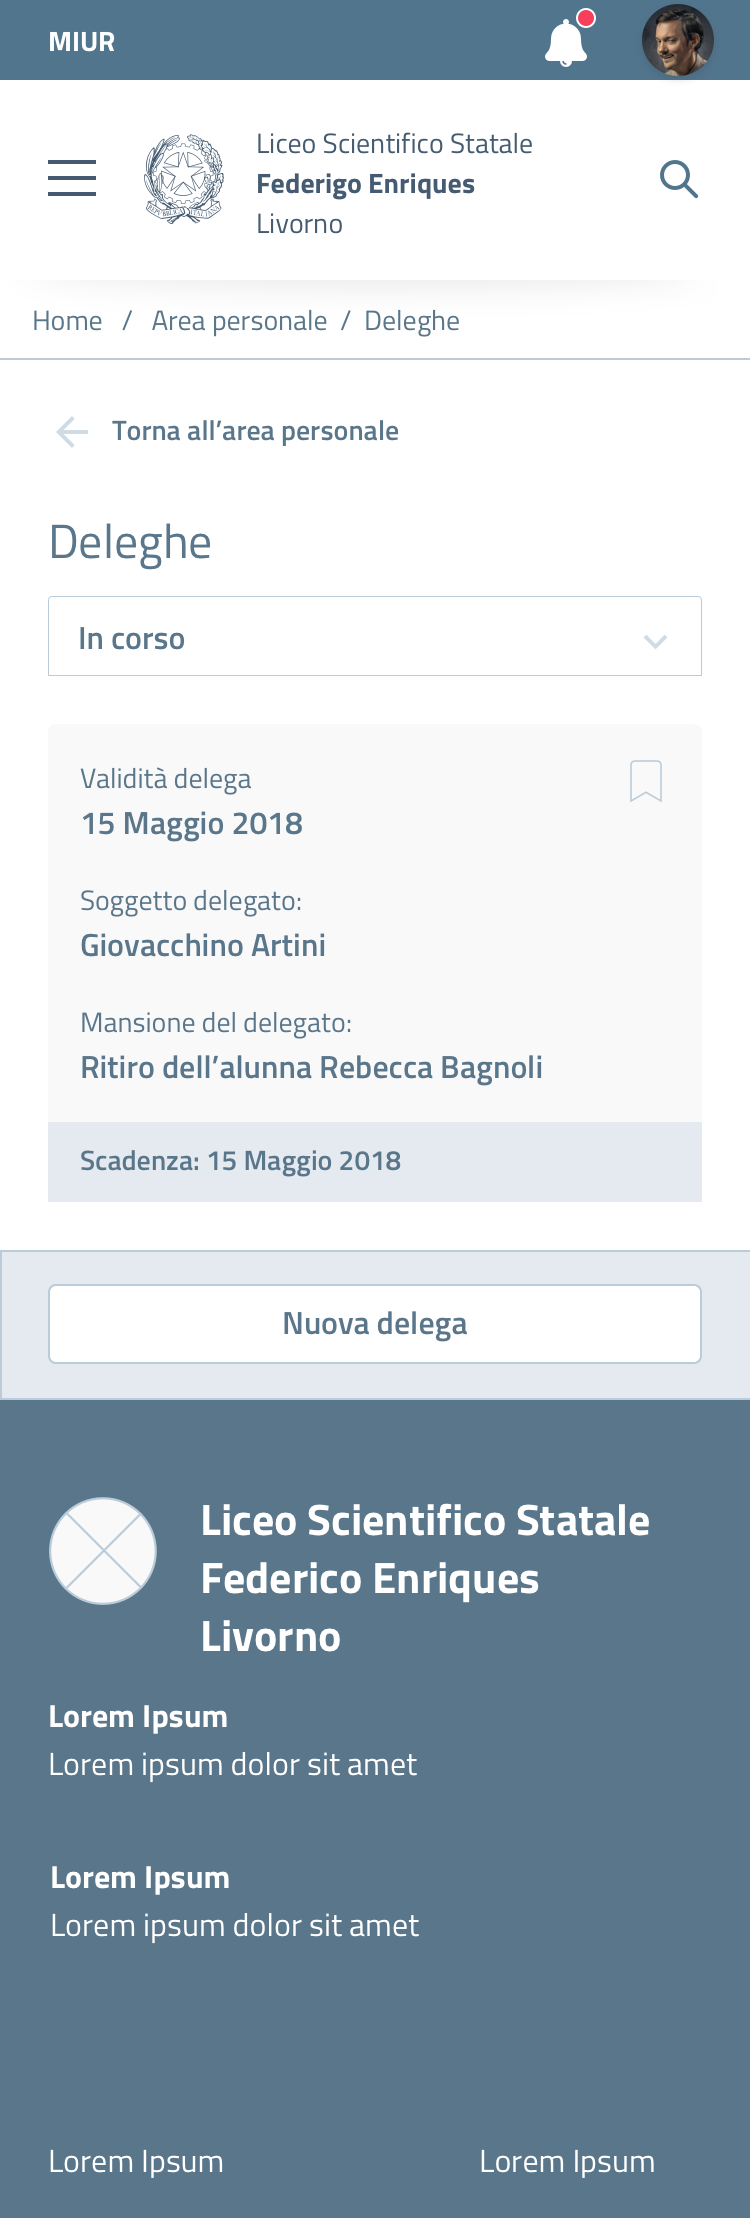 MIUR
Liceo Scientifico Statale
Federigo Enriques
Livorno
REPVBBLICA ITALIANA
Home / Area personale / Deleghe
Torna all’area personale
Deleghe
In corso
Validità delega
15 Maggio 2018
Soggetto delegato:
Giovacchino Artini
Mansione del delegato:
Ritiro dell’alunna Rebecca Bagnoli
Scadenza: 15 Maggio 2018
Nuova delega
Liceo Scientifico Statale
Federico Enriques
Livorno
Lorem Ipsum
Lorem ipsum dolor sit amet
Lorem Ipsum
Lorem ipsum dolor sit amet
Lorem Ipsum Lorem Ipsum